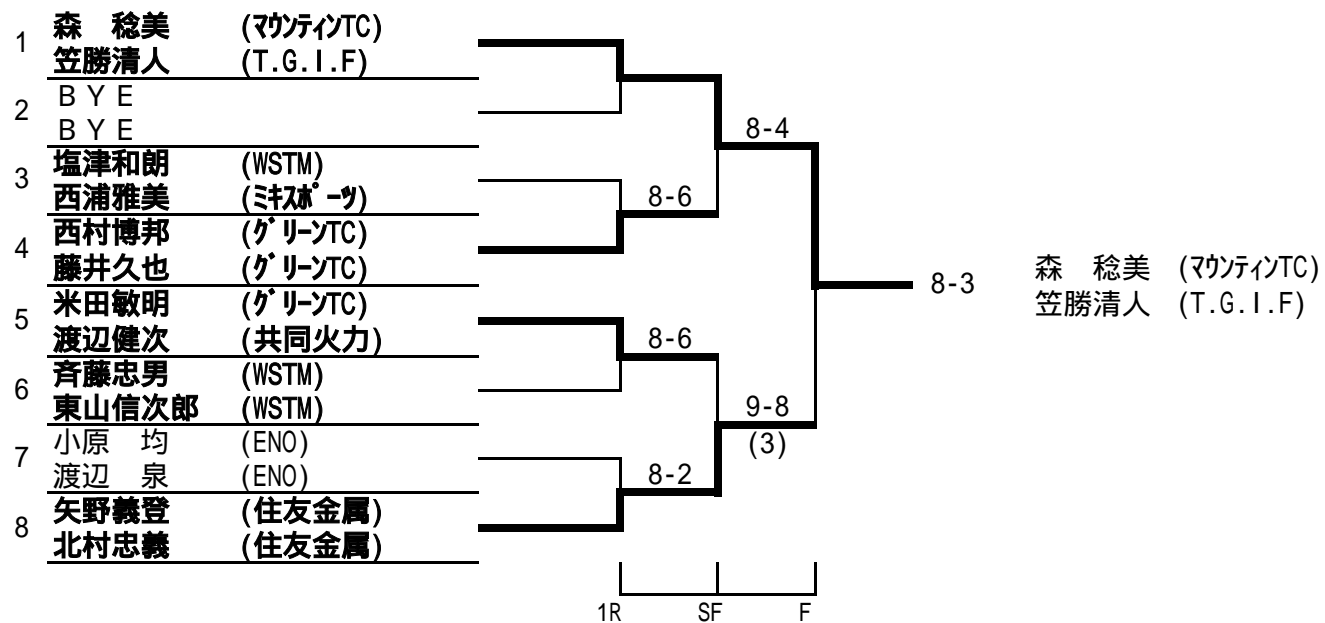 1 森　稔美 (ﾏｳﾝﾃｨﾝTC)
笠勝清人 (T.G.I.F)
2 ＢＹＥ
ＢＹＥ
8-4
3 塩津和朗 (WSTM)
西浦雅美 (ﾐｷｽﾎﾟｰﾂ) 8-6
4 西村博邦 (ｸﾞﾘｰﾝTC)
藤井久也 (ｸﾞﾘｰﾝTC)
8-3 森　稔美 (ﾏｳﾝﾃｨﾝTC)
笠勝清人 (T.G.I.F)
5 米田敏明 (ｸﾞﾘｰﾝTC)
渡辺健次 (共同火力) 8-6
6 斉藤忠男 (WSTM)
東山信次郎 (WSTM) 9-8
7 小原　均 (ENO) (3)
渡辺　泉 (ENO) 8-2
8 矢野義登 (住友金属)
北村忠義 (住友金属)
1R SF F